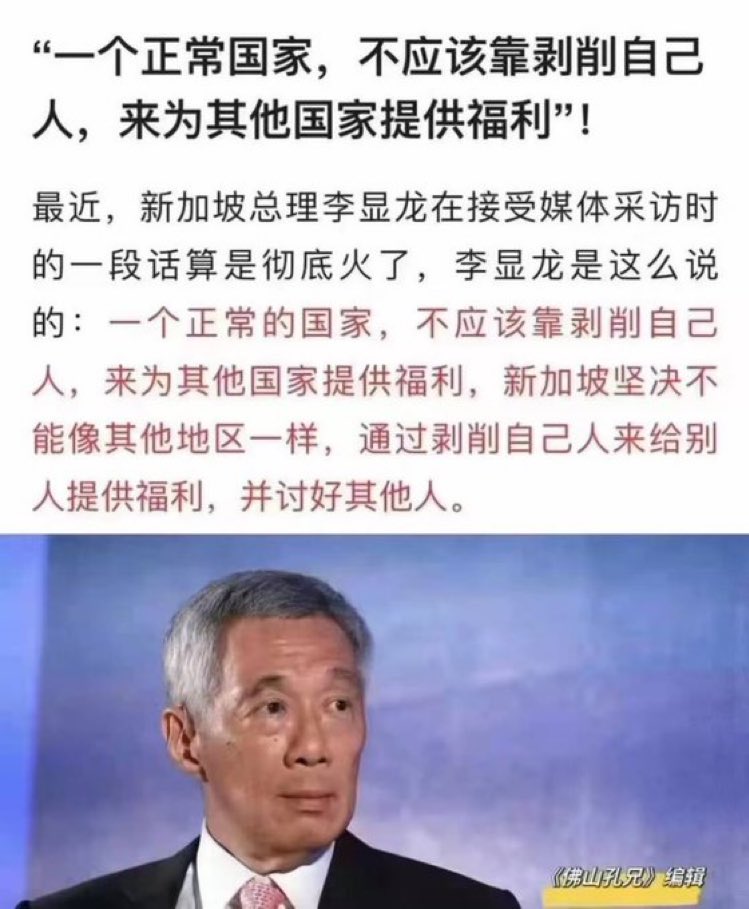 “一个正常国家，不应该靠剥削自己
人，来为其他国家提供福利”！
最近，新加坡总理李显龙在接受媒体采访时
的一段话算是彻底火了，李显龙是这么说
的：一个正常的国家，不应该靠剥削自己
人，来为其他国家提供福利，新加坡坚决不
能像其他地区一样，通过剥削自己人来给别
人提供福利，并讨好其他人。
《佛山孔兄》编辑